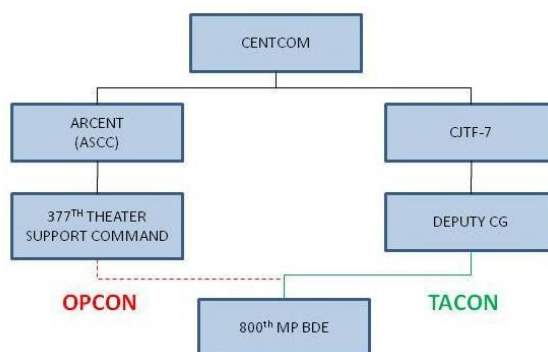 CENTCOM
ARCENT
(ASCC)
CJTF-7
377TH THEATER
SUPPORT COMMAND
DEPUTY CG
OPCON
TACON
800th MP BDE